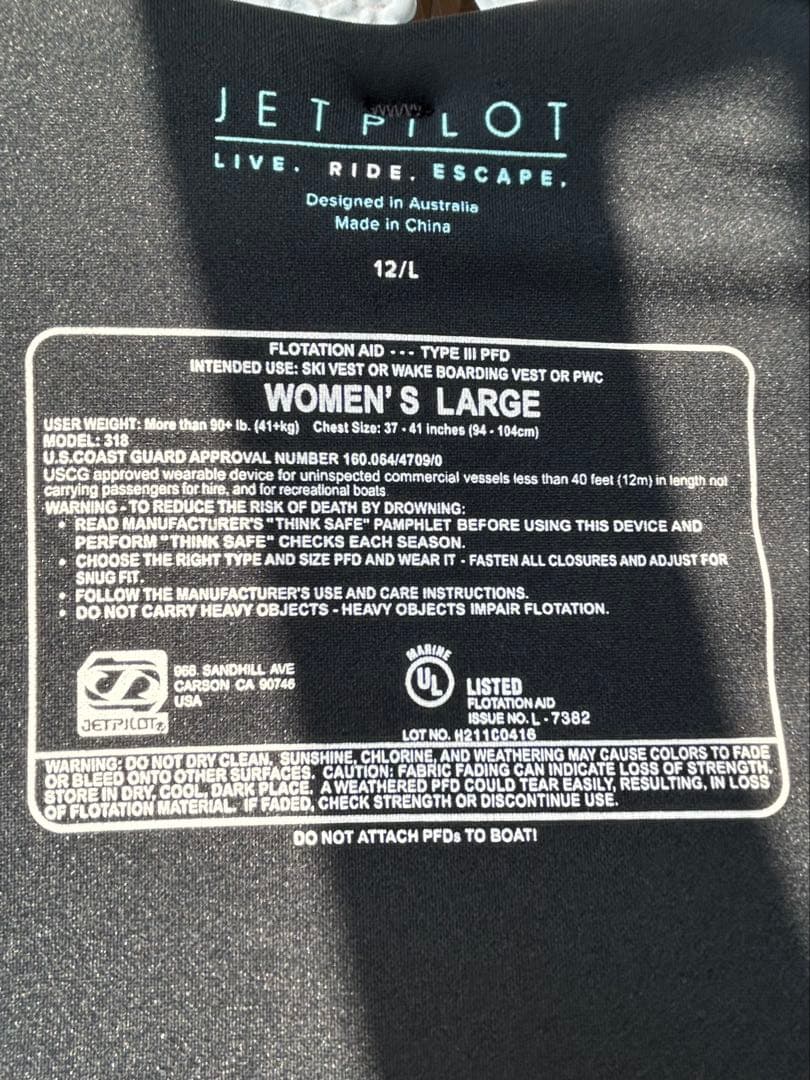 JETPILOT
LIVE. RIDE. ESCAPE.
Designed in Australia
Made in China
12/L
FLOTATION AID --- TYPE III PFD
INTENDED USE: SKI VEST OR WAKE BOARDING VEST OR PWC
WOMEN'S LARGE
USER WEIGHT: More than 90+ lb. (41+kg) Chest Size: 37 - 41 inches (94 - 104cm)
MODEL: 318
U.S.COAST GUARD APPROVAL NUMBER 160.064/4709/0
USCG approved wearable device for uninspected commercial vessels less than 40 feet (12m) in length not
carrying passengers for hire, and for recreational boats
WARNING - TO REDUCE THE RISK OF DEATH BY DROWNING:
• READ MANUFACTURER'S "THINK SAFE" PAMPHLET BEFORE USING THIS DEVICE AND
PERFORM "THINK SAFE" CHECKS EACH SEASON.
• CHOOSE THE RIGHT TYPE AND SIZE PFD AND WEAR IT - FASTEN ALL CLOSURES AND ADJUST FOR
SNUG FIT.
• FOLLOW THE MANUFACTURER'S USE AND CARE INSTRUCTIONS.
• DO NOT CARRY HEAVY OBJECTS - HEAVY OBJECTS IMPAIR FLOTATION.
JETPILOT
966. SANDHILL AVE
CARSON CA 90746
USA
MARINE
UL
LISTED
FLOTATION AID
ISSUE NO. L - 7382
LOT NO. H211C0416
WARNING: DO NOT DRY CLEAN, SUNSHINE, CHLORINE, AND WEATHERING MAY CAUSE COLORS TO FADE
OR BLEED ONTO OTHER SURFACES. CAUTION: FABRIC FADING CAN INDICATE LOSS OF STRENGTH.
STORE IN DRY, COOL, DARK PLACE. A WEATHERED PFD COULD TEAR EASILY, RESULTING, IN LOSS
OF FLOTATION MATERIAL. IF FADED, CHECK STRENGTH OR DISCONTINUE USE.
DO NOT ATTACH PFDs TO BOAT!